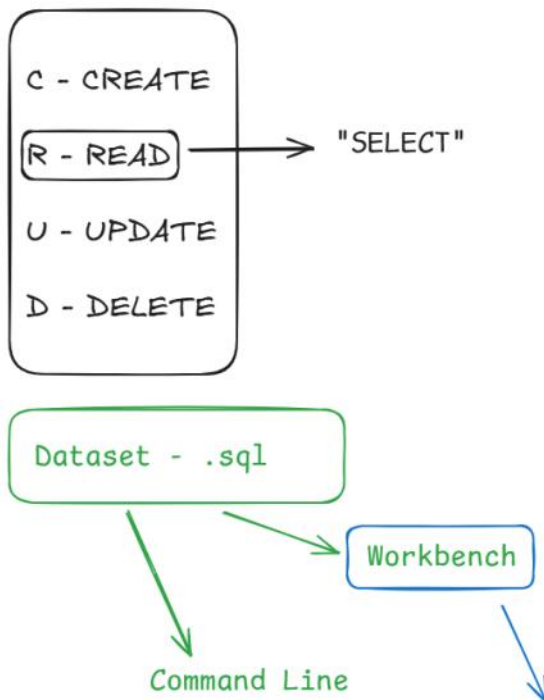 C - CREATE
R - READ
"SELECT"
U - UPDATE
D - DELETE
Dataset - .sql
Workbench
Command Line